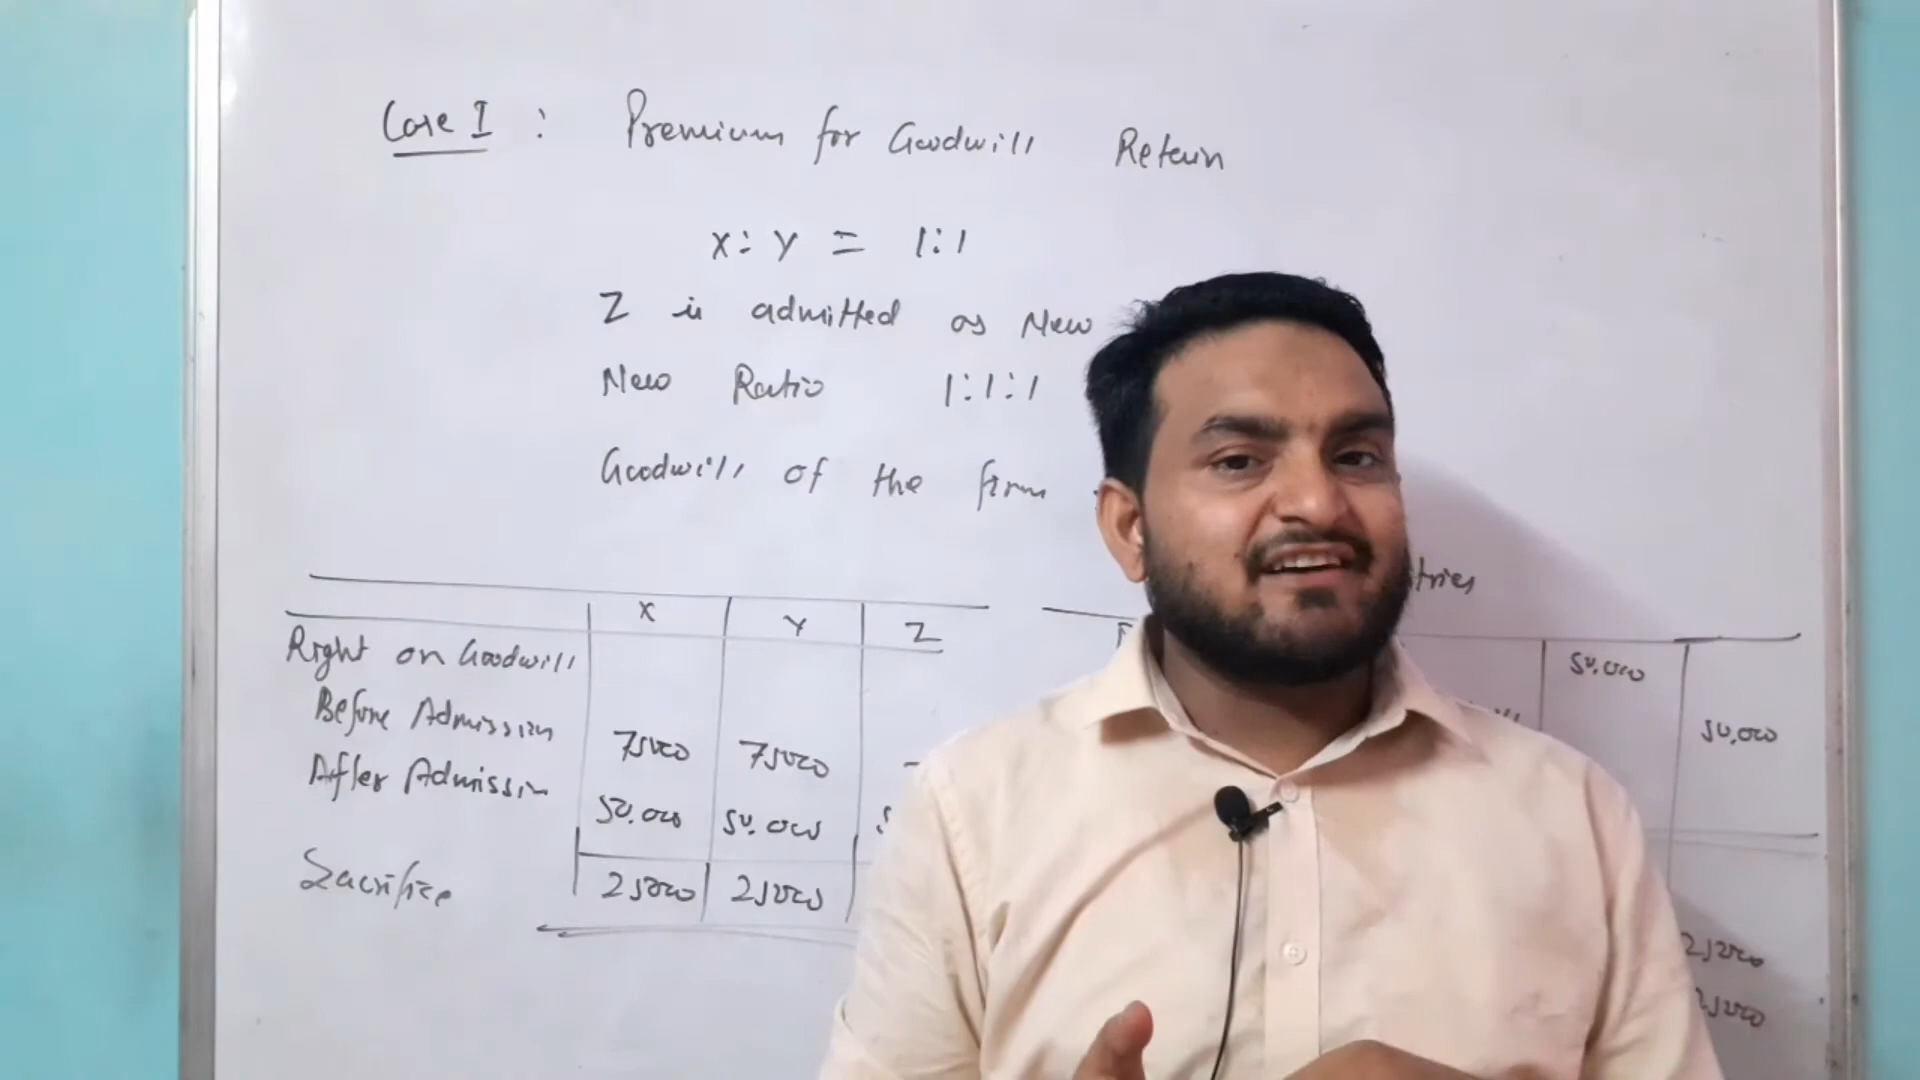 Case I : Premium for Goodwill Retain
X : Y = 1:1
Z is admitted as New
New Ratio 1:1:1
Goodwill of the firm
X Y Z
Right on Goodwill
Before Admission 75000 75000 -
After Admission 50,000 50,000
Sacrifice 25000 25000
50,000
50,000
25000
25000